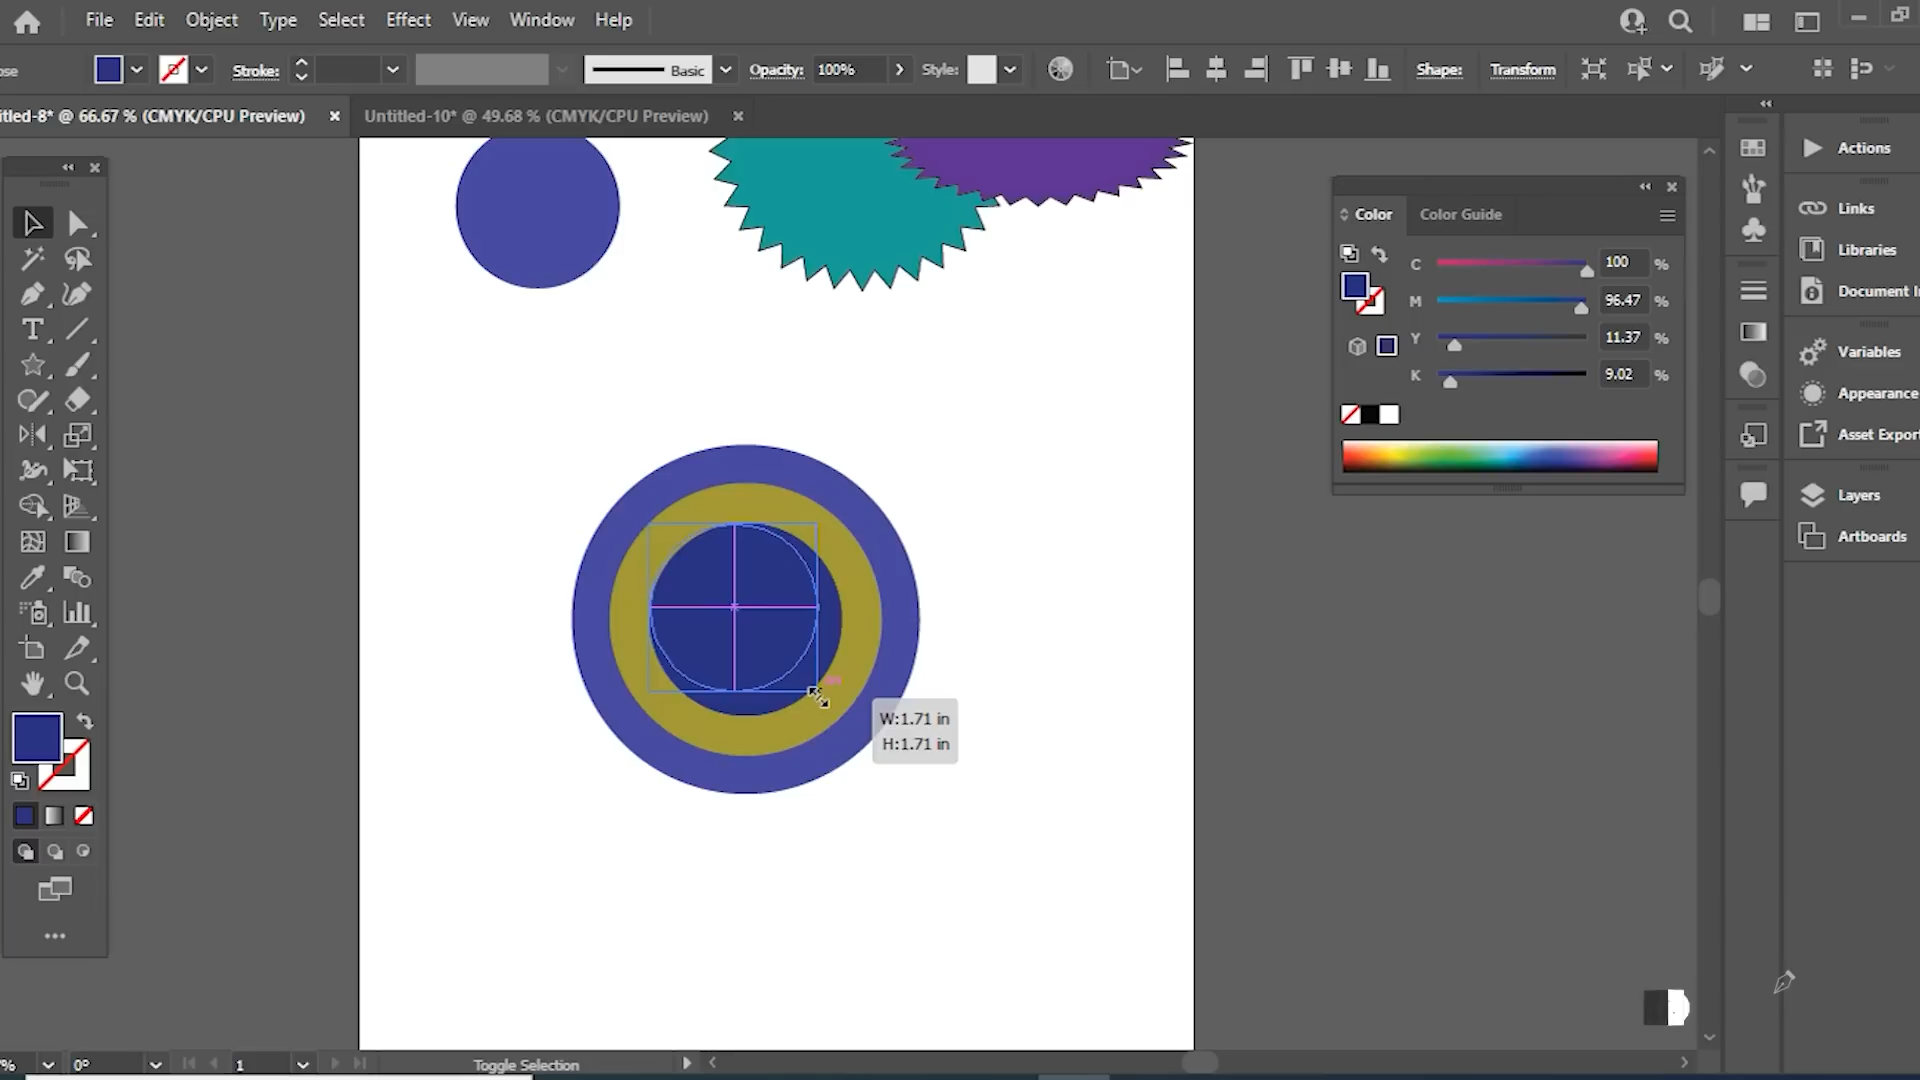 File Edit Object Type Select Effect View Window Help
ose Stroke: Basic Opacity: 100% Style: Shape: Transform
itled-8* @ 66.67 % (CMYK/CPU Preview) Untitled-10* @ 49.68 % (CMYK/CPU Preview)
Color Color Guide
C 100 %
M 96.47 %
Y 11.37 %
K 9.02 %
Actions
Links
Libraries
Document I
Variables
Appearance
Asset Export
Layers
Artboards
W:1.71 in
H:1.71 in
% 0° 1 Toggle Selection